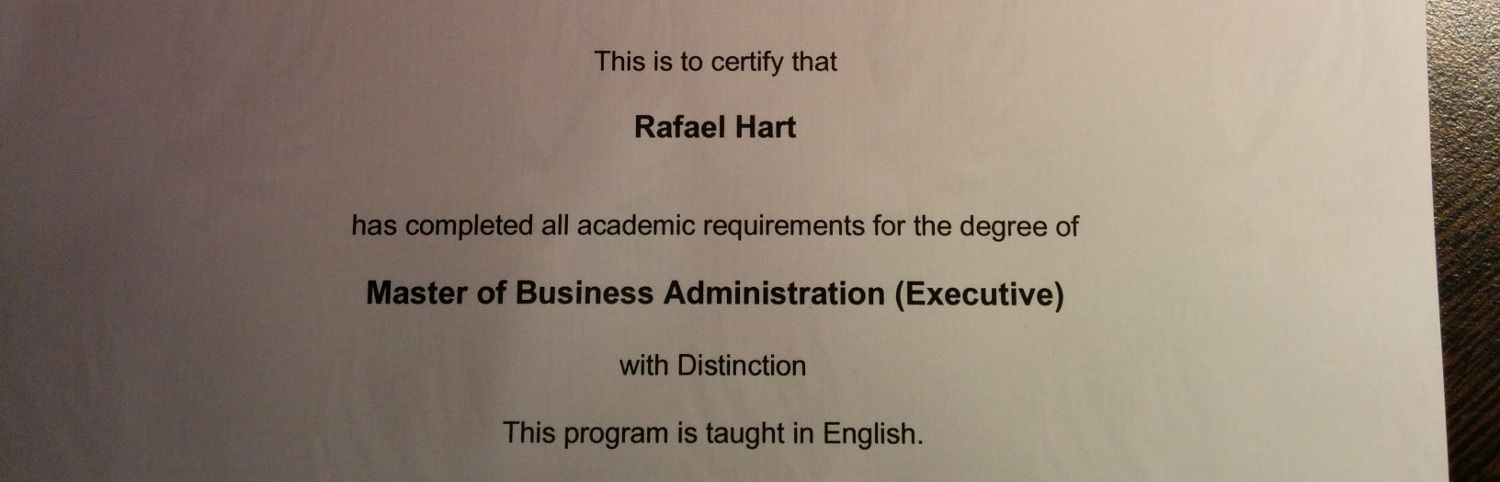 This is to certify that
Rafael Hart
has completed all academic requirements for the degree of
Master of Business Administration (Executive)
with Distinction
This program is taught in English.